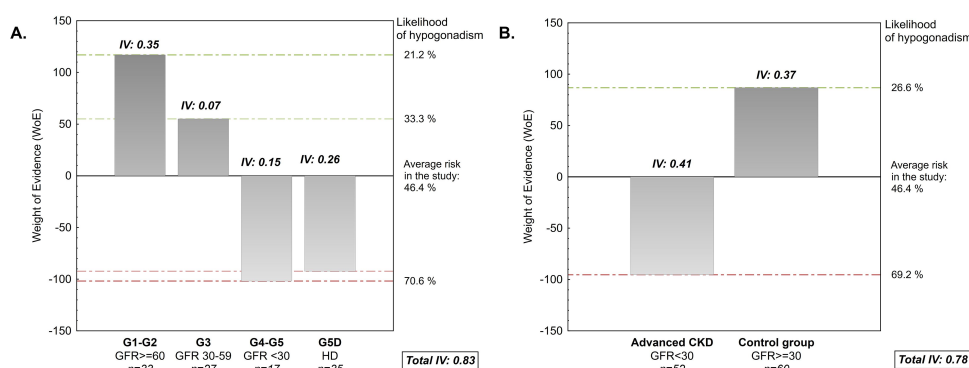 A.
150
100
50
0
-50
-100
-150
Weight of Evidence (WoE)
IV: 0.35
IV: 0.07
IV: 0.15
IV: 0.26
Likelihood
of hypogonadism
21.2 %
33.3 %
Average risk
in the study:
46.4 %
70.6 %
G1-G2
GFR>=60
G3
GFR 30-59
G4-G5
GFR <30
G5D
HD
Total IV: 0.83
B.
150
100
50
0
-50
-100
-150
Weight of Evidence (WoE)
IV: 0.41
IV: 0.37
Likelihood
of hypogonadism
26.6 %
Average risk
in the study:
46.4 %
69.2 %
Advanced CKD
GFR<30
Control group
GFR>=30
Total IV: 0.78